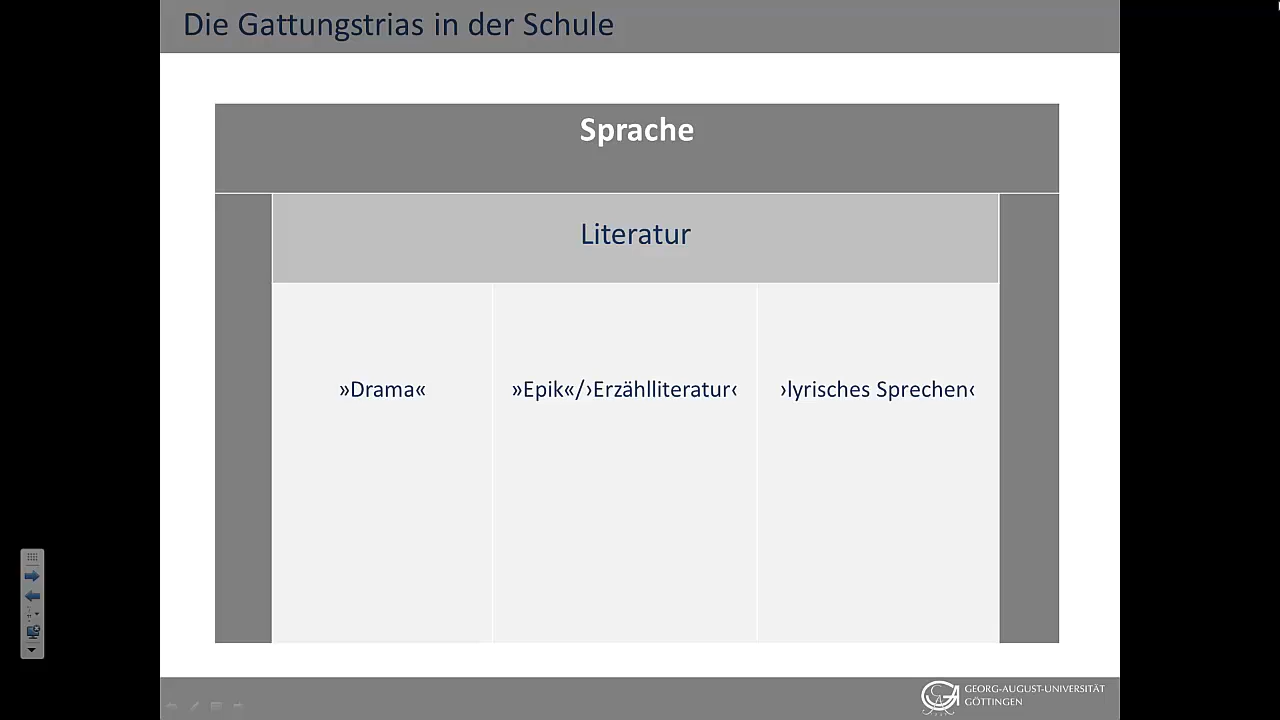 Die Gattungstrias in der Schule
Sprache
Literatur
»Drama«
»Epik«/›Erzählliteratur‹
›lyrisches Sprechen‹
GEORG-AUGUST-UNIVERSITÄT
GÖTTINGEN